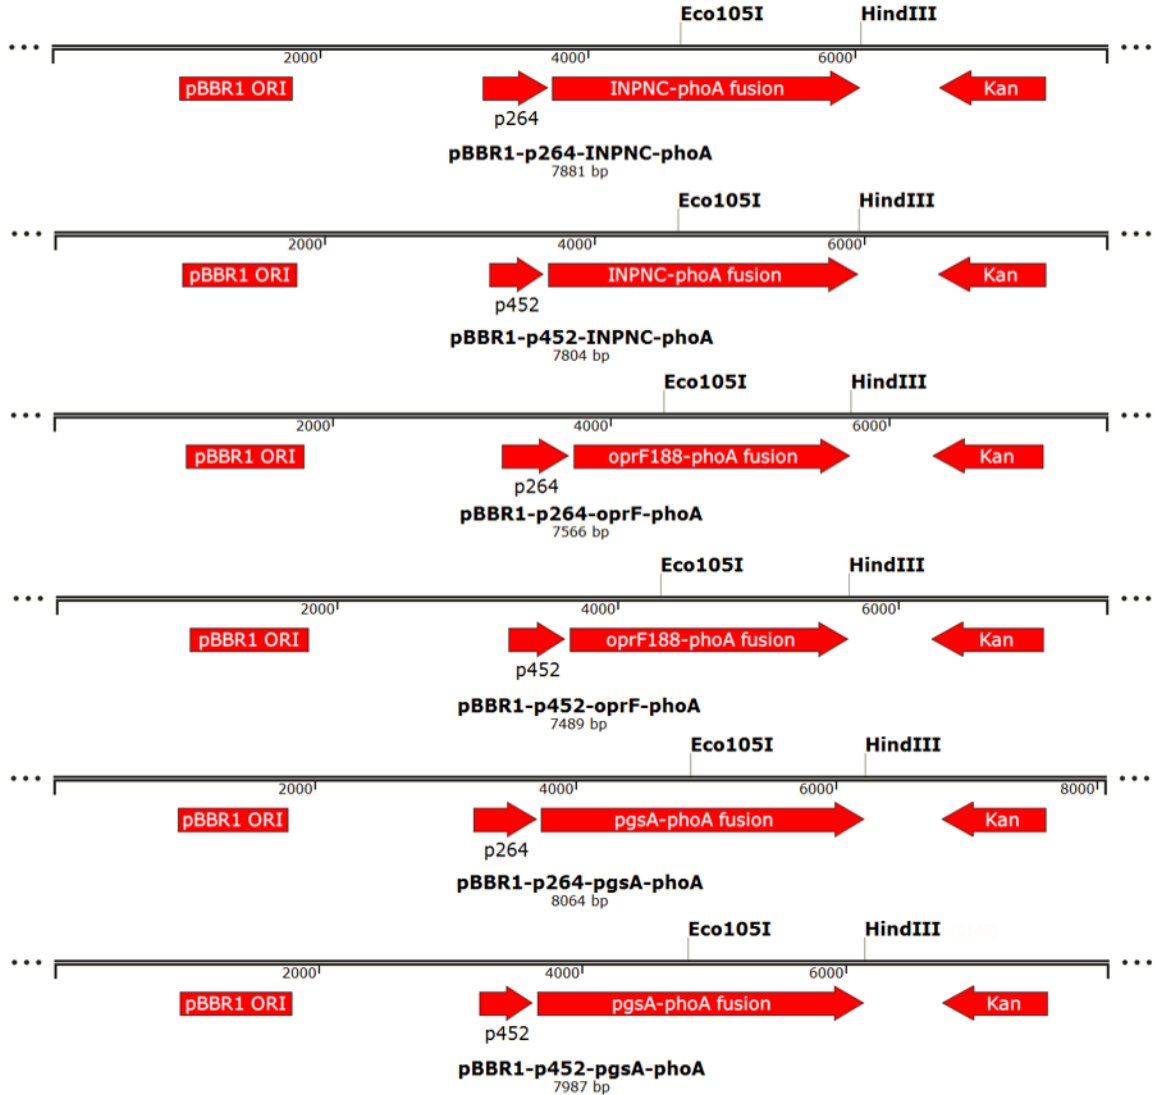 Eco105I HindIII
... ...
2000 4000 6000
pBBR1 ORI INPNC-phoA fusion Kan
p264
pBBR1-p264-INPNC-phoA
7881 bp
Eco105I HindIII
... ...
2000 4000 6000
pBBR1 ORI INPNC-phoA fusion Kan
p452
pBBR1-p452-INPNC-phoA
7804 bp
Eco105I HindIII
... ...
2000 4000 6000
pBBR1 ORI oprF188-phoA fusion Kan
p264
pBBR1-p264-oprF-phoA
7566 bp
Eco105I HindIII
... ...
2000 4000 6000
pBBR1 ORI oprF188-phoA fusion Kan
p452
pBBR1-p452-oprF-phoA
7489 bp
Eco105I HindIII
... ...
2000 4000 6000 8000
pBBR1 ORI pgsA-phoA fusion Kan
p264
pBBR1-p264-pgsA-phoA
8064 bp
Eco105I HindIII
... ...
2000 4000 6000
pBBR1 ORI pgsA-phoA fusion Kan
p452
pBBR1-p452-pgsA-phoA
7987 bp